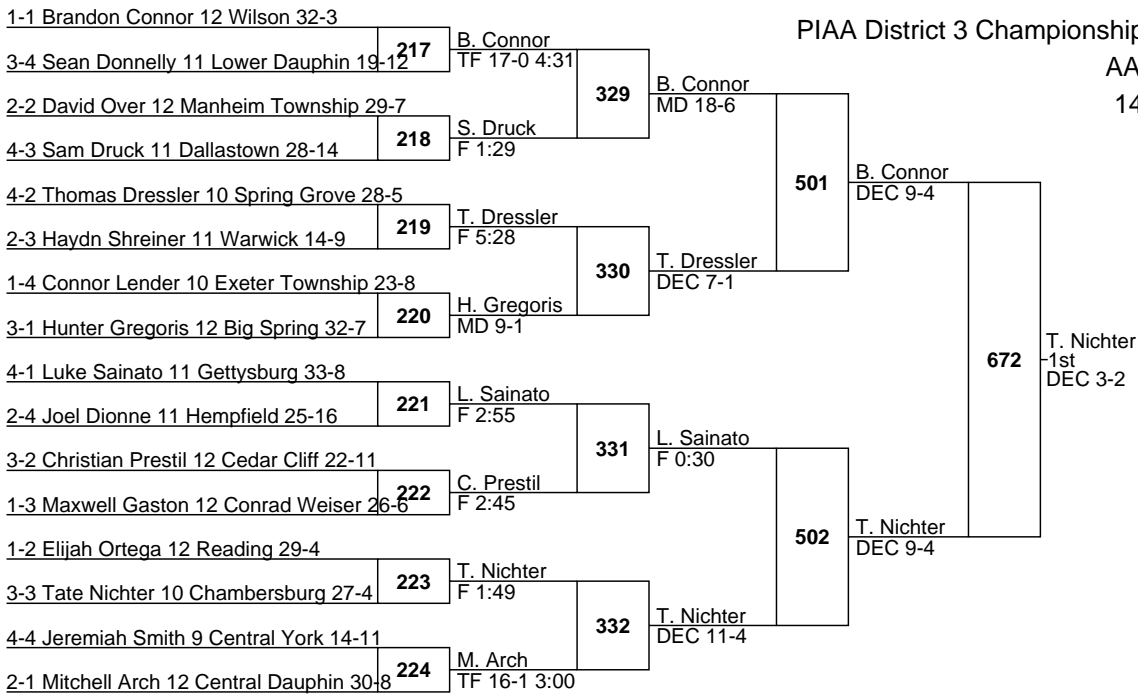 PIAA District 3 Championship
AA
14
1-1 Brandon Connor 12 Wilson 32-3
3-4 Sean Donnelly 11 Lower Dauphin 19-12
2-2 David Over 12 Manheim Township 29-7
4-3 Sam Druck 11 Dallastown 28-14
4-2 Thomas Dressler 10 Spring Grove 28-5
2-3 Haydn Shreiner 11 Warwick 14-9
1-4 Connor Lender 10 Exeter Township 23-8
3-1 Hunter Gregoris 12 Big Spring 32-7
4-1 Luke Sainato 11 Gettysburg 33-8
2-4 Joel Dionne 11 Hempfield 25-16
3-2 Christian Prestil 12 Cedar Cliff 22-11
1-3 Maxwell Gaston 12 Conrad Weiser 26-6
1-2 Elijah Ortega 12 Reading 29-4
3-3 Tate Nichter 10 Chambersburg 27-4
4-4 Jeremiah Smith 9 Central York 14-11
2-1 Mitchell Arch 12 Central Dauphin 30-8
217
218
219
220
221
222
223
224
B. Connor
TF 17-0 4:31
S. Druck
F 1:29
T. Dressler
F 5:28
H. Gregoris
MD 9-1
L. Sainato
F 2:55
C. Prestil
F 2:45
T. Nichter
F 1:49
M. Arch
TF 16-1 3:00
329
330
331
332
B. Connor
MD 18-6
T. Dressler
DEC 7-1
L. Sainato
F 0:30
T. Nichter
DEC 11-4
501
502
B. Connor
DEC 9-4
T. Nichter
DEC 9-4
672
T. Nichter
1st
DEC 3-2